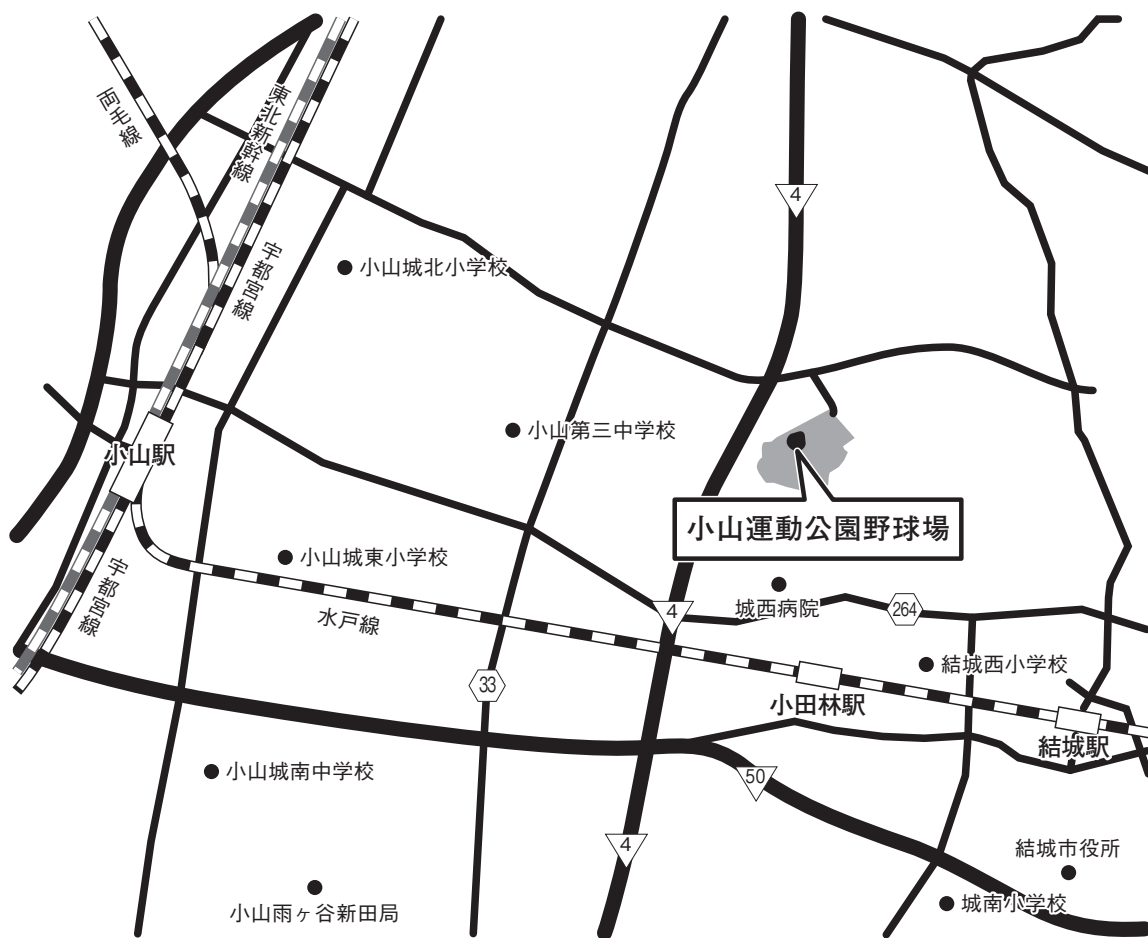 両毛線
東北新幹線
4
宇都宮線
小山城北小学校
小山第三中学校
小山駅
小山運動公園野球場
小山城東小学校
宇都宮線
水戸線
城西病院
4
264
結城西小学校
33
小田林駅
結城駅
小山城南中学校
50
4
結城市役所
小山雨ヶ谷新田局
城南小学校